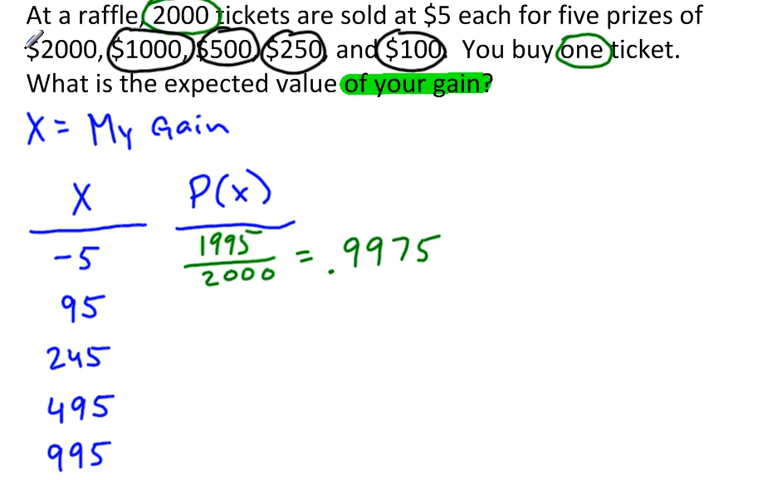 At a raffle, 2000 tickets are sold at $5 each for five prizes of
$2000, $1000, $500, $250, and $100. You buy one ticket.
What is the expected value of your gain?
X = My Gain
X P(x)
-5 1995/2000 = .9975
95
245
495
995